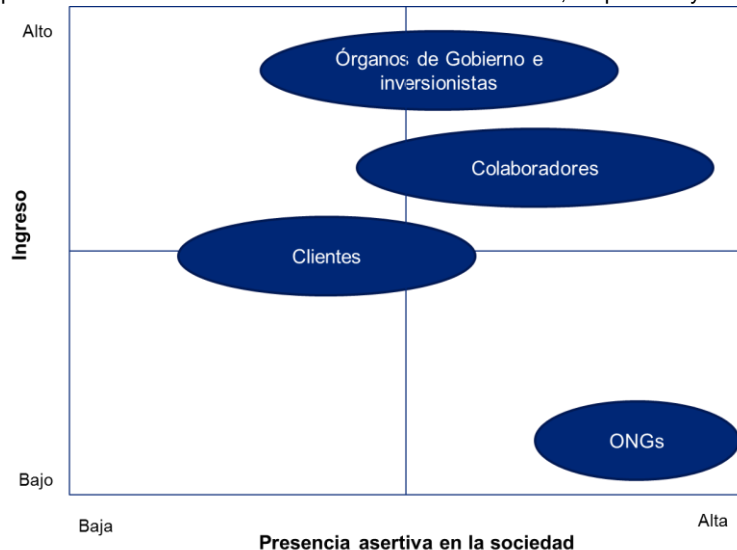 Alto
Órganos de Gobierno e
inversionistas
Colaboradores
Ingreso
Clientes
ONGs
Bajo
Baja
Alta
Presencia asertiva en la sociedad